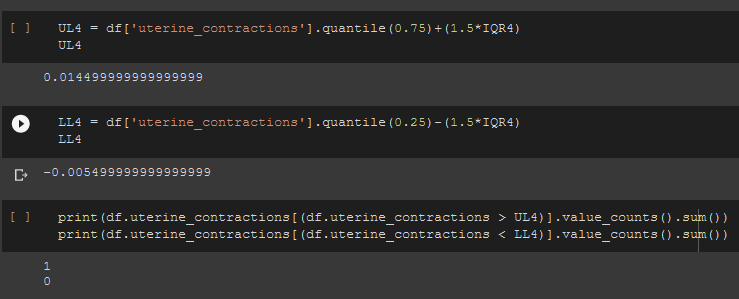 [ ] UL4 = df['uterine_contractions'].quantile(0.75)+(1.5*IQR4)
UL4
0.014499999999999999
LL4 = df['uterine_contractions'].quantile(0.25)-(1.5*IQR4)
LL4
-0.005499999999999999
[ ] print(df.uterine_contractions[(df.uterine_contractions > UL4)].value_counts().sum())
print(df.uterine_contractions[(df.uterine_contractions < LL4)].value_counts().sum())
1
0